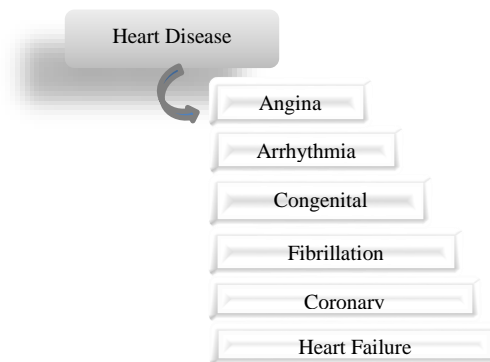 Heart Disease
Angina
Arrhythmia
Congenital
Fibrillation
Coronary
Heart Failure